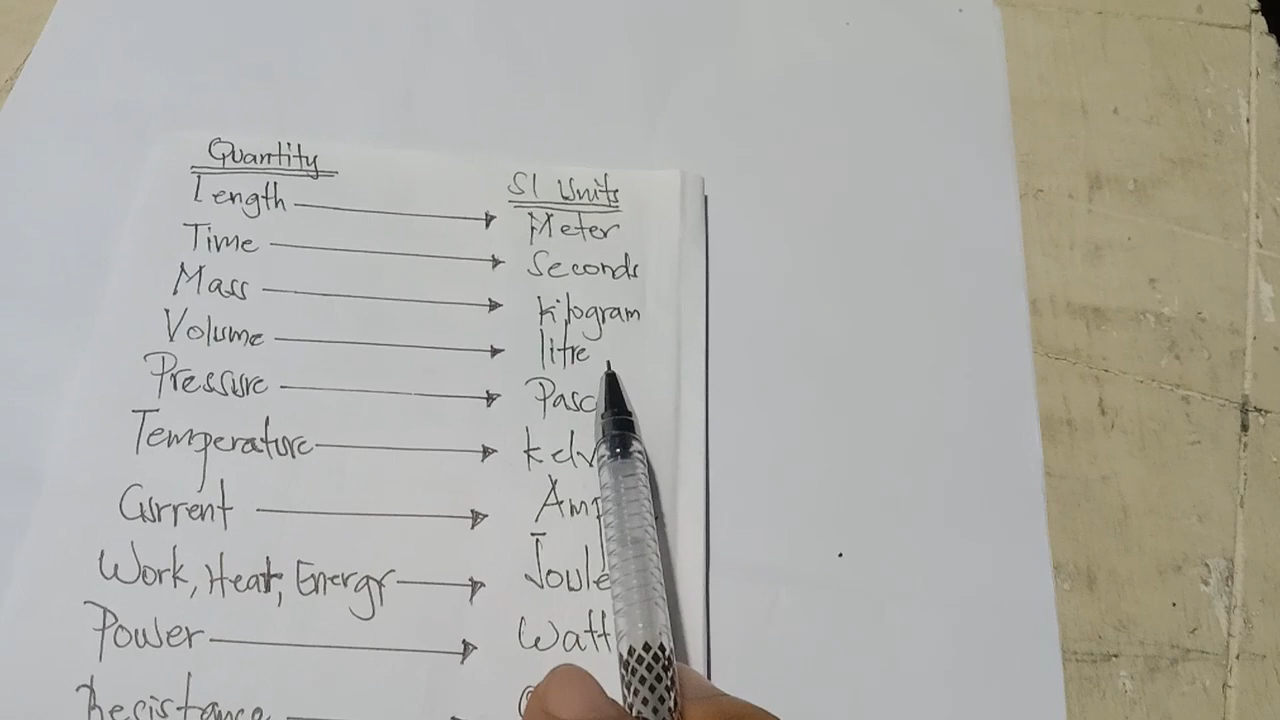 Quantity SI Units
Length Meter
Time Seconds
Mass kilogram
Volume litre
Pressure Pasc
Temperature kelv
Current Amp
Work, Heat, Energy Joule
Power Watt
Resistance